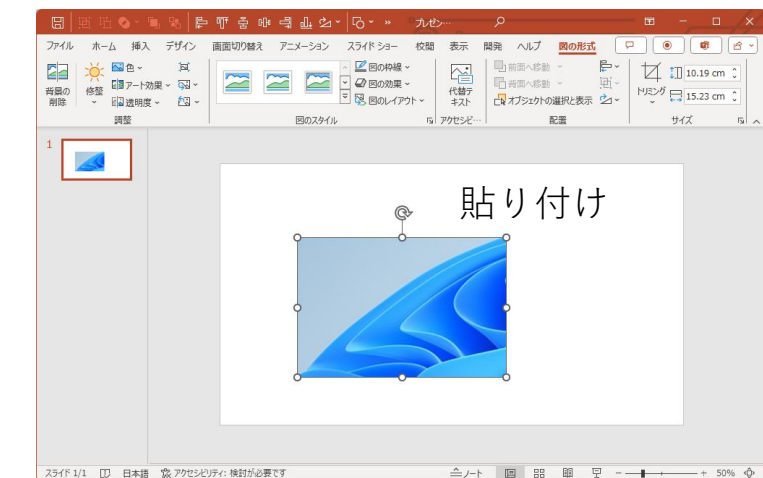 プレゼン…
ファイル ホーム 挿入 デザイン 画面切り替え アニメーション スライド ショー 校閲 表示 開発 ヘルプ 図の形式
背景の削除
修整
色
アート効果
透明度
調整
図の枠線
図の効果
図のレイアウト
図のスタイル
代替テキスト
アクセシビ…
前面へ移動
背面へ移動
オブジェクトの選択と表示
配置
トリミング
10.19 cm
15.23 cm
サイズ
1
貼り付け
スライド 1/1 日本語 アクセシビリティ: 検討が必要です ノート 50%